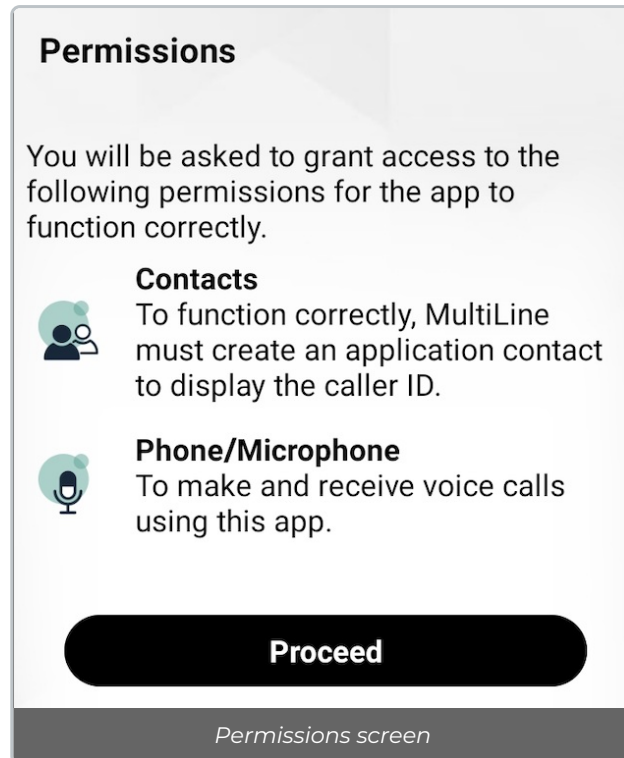 Permissions
You will be asked to grant access to the
following permissions for the app to
function correctly.
Contacts
To function correctly, MultiLine
must create an application contact
to display the caller ID.
Phone/Microphone
To make and receive voice calls
using this app.
Proceed
Permissions screen